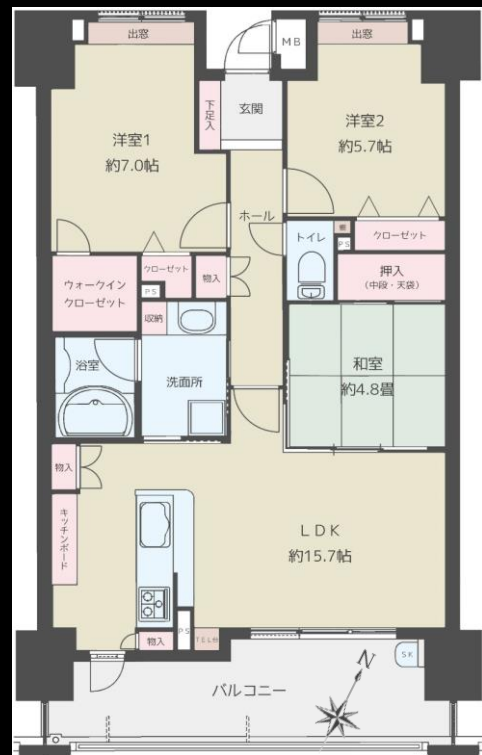 出窓
MB
出窓
下足入
玄関
洋室1
約7.0帖
洋室2
約5.7帖
ホール
トイレ
棚
PS
クローゼット
ウォークイン
クローゼット
クローゼット
PS
物入
押入
(中段・天袋)
収納
浴室
洗面所
和室
約4.8畳
物入
キッチンボード
LDK
約15.7帖
物入
PS
TEL台
SK
バルコニー
N